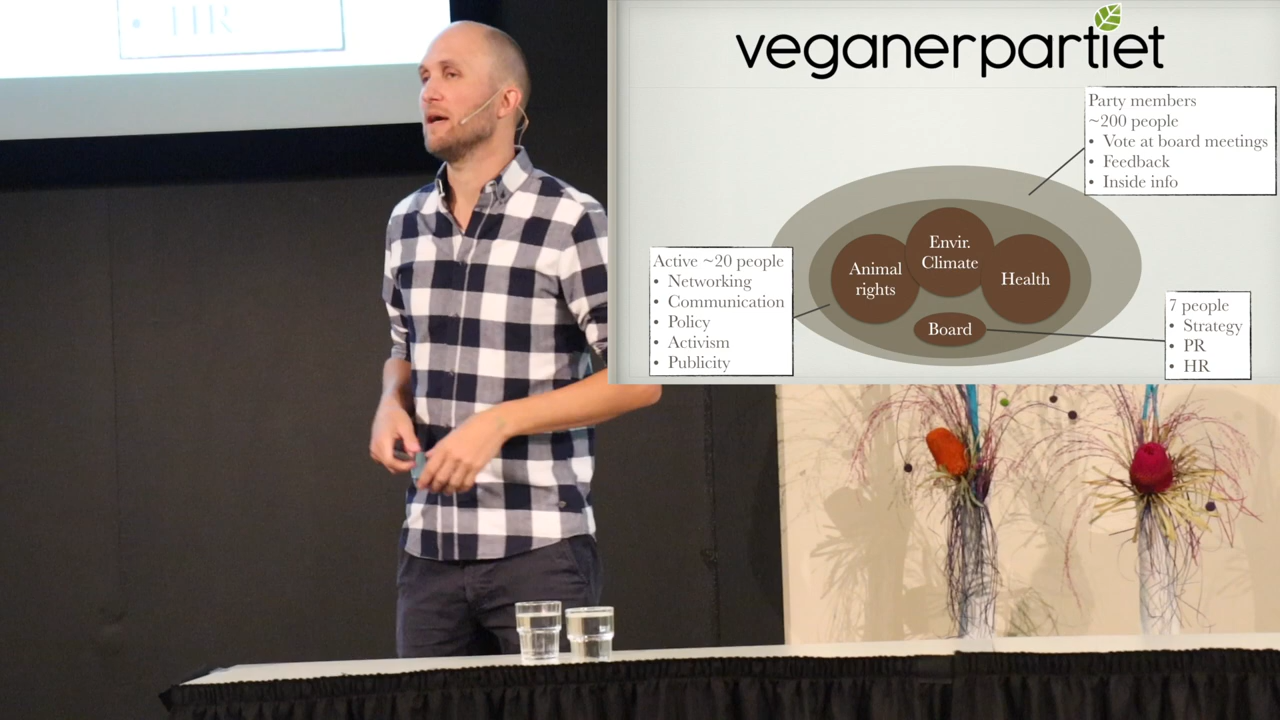 HR
veganerpartiet
Party members
~200 people
• Vote at board meetings
• Feedback
• Inside info
Envir.
Climate
Animal
rights
Health
Board
Active ~20 people
• Networking
• Communication
• Policy
• Activism
• Publicity
7 people
• Strategy
• PR
• HR